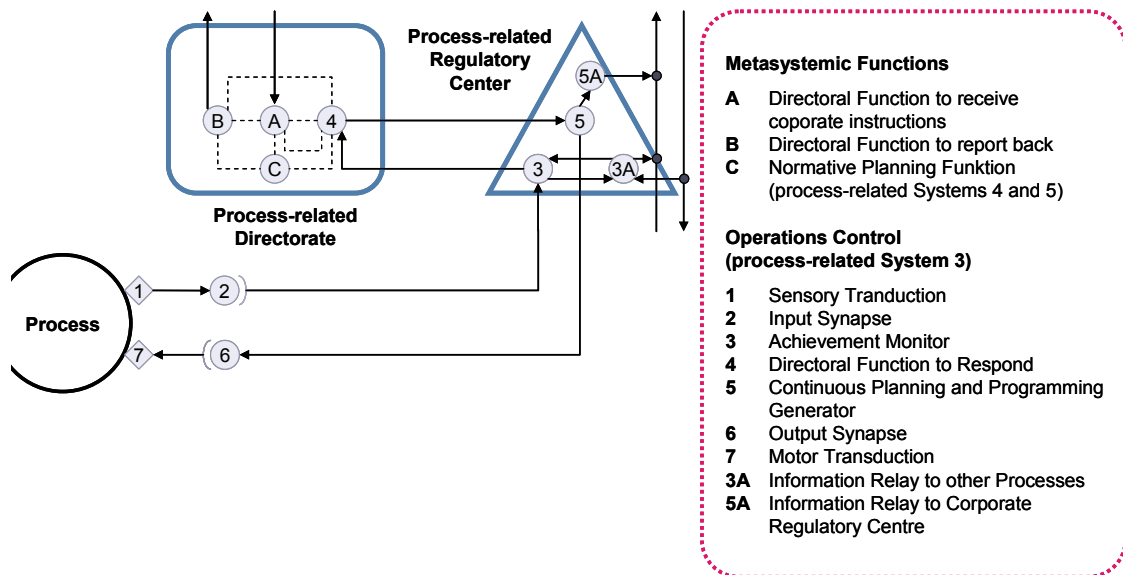 Process-related
Regulatory
Center
5A
B
A
4
5
C
3
3A
Process-related
Directorate
1
2
Process
7
6
Metasystemic Functions
A Directoral Function to receive
coporate instructions
B Directoral Function to report back
C Normative Planning Funktion
(process-related Systems 4 and 5)
Operations Control
(process-related System 3)
1 Sensory Tranduction
2 Input Synapse
3 Achievement Monitor
4 Directoral Function to Respond
5 Continuous Planning and Programming
Generator
6 Output Synapse
7 Motor Transduction
3A Information Relay to other Processes
5A Information Relay to Corporate
Regulatory Centre